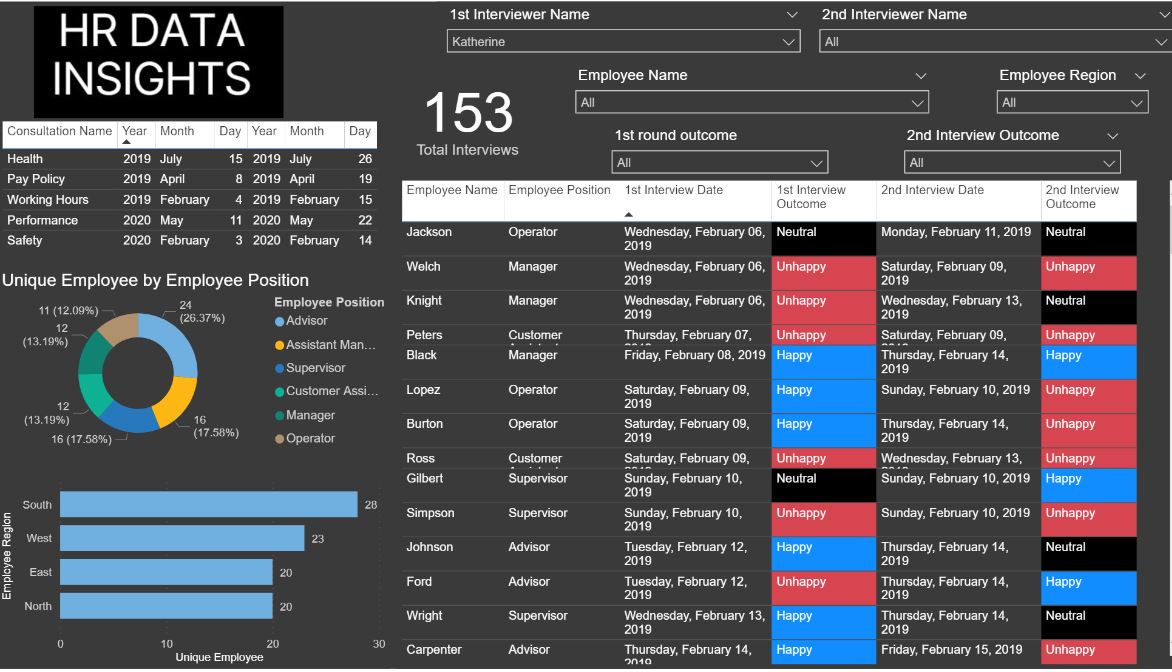 HR DATA
INSIGHTS
1st Interviewer Name
Katherine
2nd Interviewer Name
All
Employee Name
All
Employee Region
All
153
Total Interviews
1st round outcome
All
2nd Interview Outcome
All
Consultation Name Year Month Day Year Month Day
Health 2019 July 15 2019 July 26
Pay Policy 2019 April 8 2019 April 19
Working Hours 2019 February 4 2019 February 15
Performance 2020 May 11 2020 May 22
Safety 2020 February 3 2020 February 14
Unique Employee by Employee Position
24
(26.37%)
16
(17.58%)
16 (17.58%)
12
(13.19%)
12
(13.19%)
11 (12.09%)
Employee Position
Advisor
Assistant Man...
Supervisor
Customer Assi...
Manager
Operator
Employee Region
South 28
West 23
East 20
North 20
0 10 20 30
Unique Employee
Employee Name Employee Position 1st Interview Date 1st Interview 2nd Interview Date 2nd Interview
Outcome Outcome
Jackson Operator Wednesday, February 06, Neutral Monday, February 11, 2019 Neutral
2019
Welch Manager Wednesday, February 06, Unhappy Saturday, February 09, Unhappy
2019 2019
Knight Manager Wednesday, February 06, Unhappy Wednesday, February 13, Neutral
2019 2019
Peters Customer Thursday, February 07, Unhappy Saturday, February 09, Unhappy
Black Manager Friday, February 08, 2019 Happy Thursday, February 14, Happy
2019
Lopez Operator Saturday, February 09, Happy Sunday, February 10, 2019 Unhappy
2019
Burton Operator Saturday, February 09, Happy Thursday, February 14, Unhappy
2019 2019
Ross Customer Saturday, February 09, Unhappy Wednesday, February 13, Unhappy
Gilbert Supervisor Sunday, February 10, Neutral Sunday, February 10, 2019 Happy
2019
Simpson Supervisor Sunday, February 10, Unhappy Sunday, February 10, 2019 Unhappy
2019
Johnson Advisor Tuesday, February 12, Happy Thursday, February 14, Neutral
2019 2019
Ford Advisor Tuesday, February 12, Unhappy Thursday, February 14, Happy
2019 2019
Wright Supervisor Wednesday, February 13, Happy Thursday, February 14, Neutral
2019 2019
Carpenter Advisor Thursday, February 14, Happy Friday, February 15, 2019 Unhappy